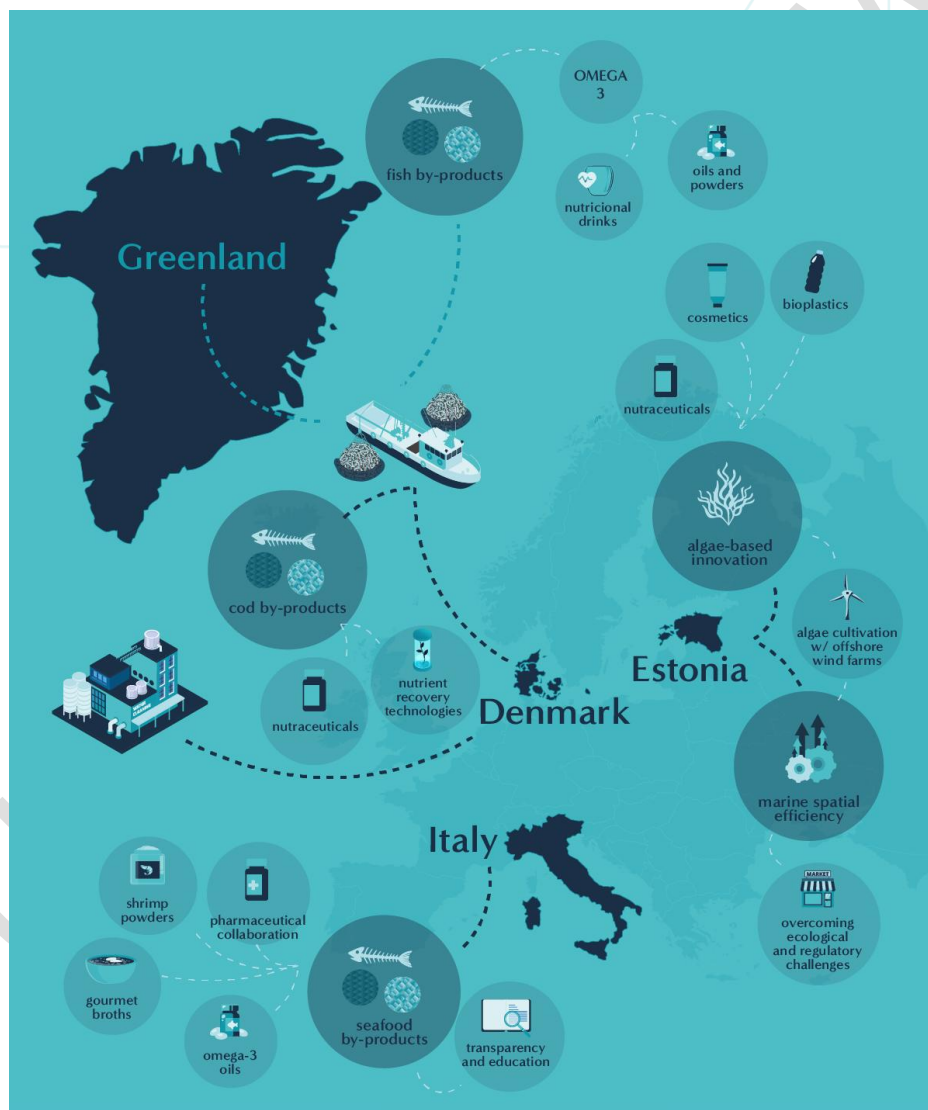 OMEGA
3
fish by-products
oils and
powders
nutricional
drinks
Greenland
cosmetics
bioplastics
nutraceuticals
algae-based
innovation
cod by-products
algae cultivation
w/ offshore
wind farms
Estonia
nutrient
recovery
technologies
nutraceuticals
Denmark
marine spatial
efficiency
Italy
MARKET
shrimp
powders
pharmaceutical
collaboration
overcoming
ecological
and regulatory
challenges
gourmet
broths
seafood
by-products
omega-3
oils
transparency
and education